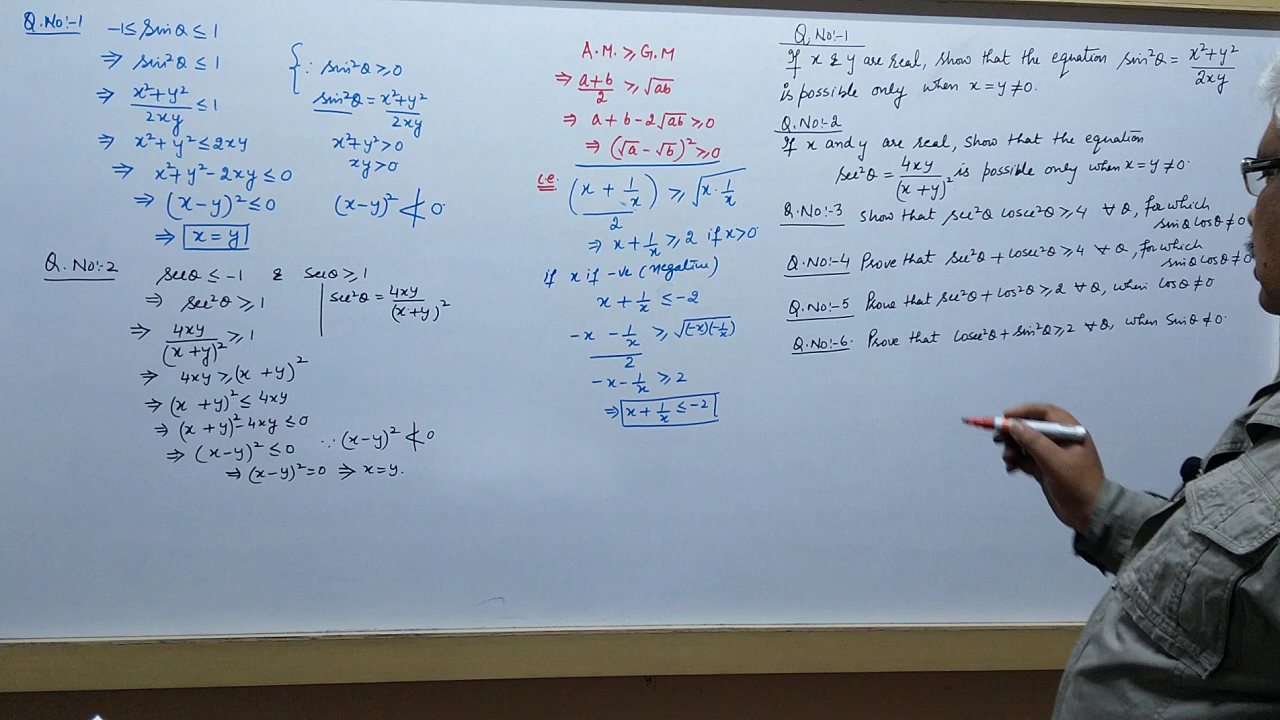 Q.No:-1 -1≤ sinθ ≤ 1
⇒ sin²θ ≤ 1
{∵ sin²θ ≥ 0
⇒ x²+y²/2xy ≤ 1
sin²θ = x²+y²/2xy
⇒ x²+y² ≤ 2xy
x²+y² > 0
xy > 0
⇒ x²+y²-2xy ≤ 0
⇒ (x-y)² ≤ 0 (x-y)² ≮ 0
⇒ x=y
Q.No:-2 secθ ≤ -1 & secθ ≥ 1
⇒ sec²θ ≥ 1
sec²θ = 4xy/(x+y)²
⇒ 4xy/(x+y)² ≥ 1
⇒ 4xy ≥ (x+y)²
⇒ (x+y)² ≤ 4xy
⇒ (x+y)²-4xy ≤ 0
⇒ (x-y)² ≤ 0 ∵ (x-y)² ≮ 0
⇒ (x-y)²=0 ⇒ x=y.
A.M. ≥ G.M
⇒ a+b/2 ≥ √ab
⇒ a+b-2√ab ≥ 0
⇒ (√a-√b)² ≥ 0
i.e. (x+1/x)/2 ≥ √x·1/x
⇒ x+1/x ≥ 2 if x>0
if x if -ve (negative)
x+1/x ≤ -2
-x-1/x/2 ≥ √(-x)(-1/x)
-x-1/x ≥ 2
⇒ x+1/x ≤ -2
Q.No:-1
If x & y are real, show that the equation sin²θ = x²+y²/2xy
is possible only when x=y≠0.
Q.No:-2
If x and y are real, show that the equation
sec²θ = 4xy/(x+y)² is possible only when x=y≠0.
Q.No:-3 show that sec²θ cosec²θ ≥ 4 ∀ θ, for which
sinθ cosθ ≠ 0
Q.No:-4 Prove that sec²θ + cosec²θ ≥ 4 ∀ θ, for which
sinθ cosθ ≠ 0
Q.No:-5 Prove that sec²θ + cos²θ ≥ 2 ∀ θ, when cosθ ≠ 0
Q.No:-6. Prove that cosec²θ + sin²θ ≥ 2 ∀ θ, when sinθ ≠ 0.